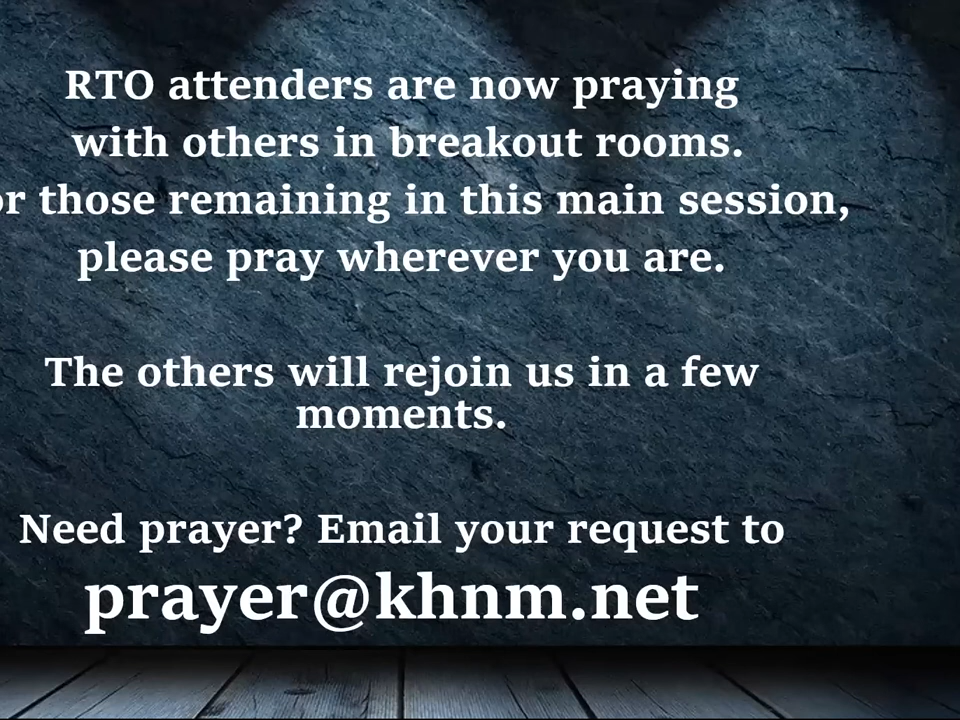 RTO attenders are now praying
with others in breakout rooms.
or those remaining in this main session,
please pray wherever you are.
The others will rejoin us in a few
moments.
Need prayer? Email your request to
prayer@khnm.net